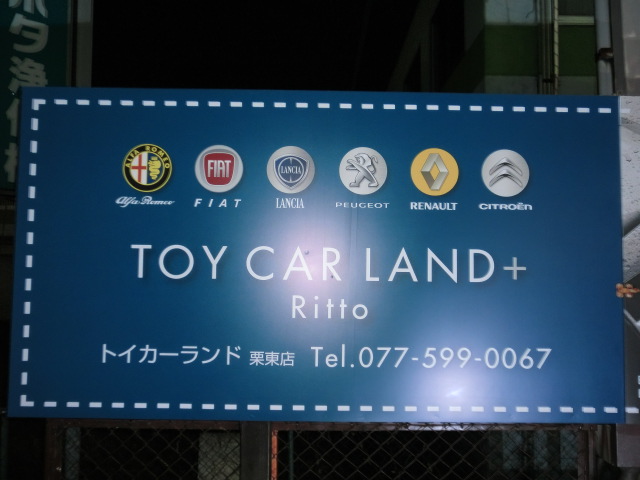 ALFA ROMEO FIAT LANCIA
Alfa Romeo FIAT LANCIA PEUGEOT RENAULT CITROËN
TOY CAR LAND+
Ritto
トイカーランド 栗東店 Tel.077-599-0067